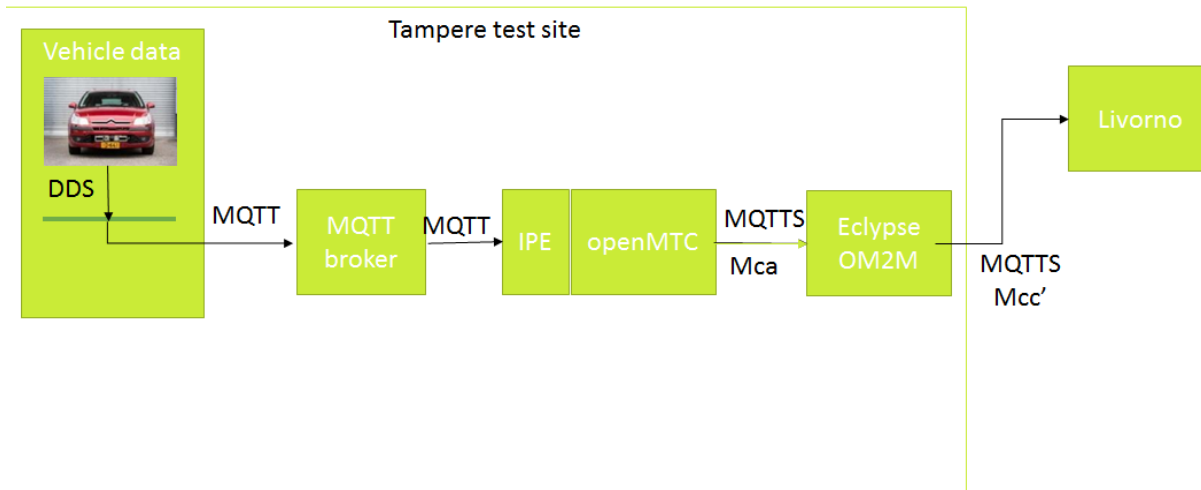 Tampere test site
Vehicle data
DDS
MQTT
MQTT
broker
MQTT
IPE
openMTC
MQTTS
Mca
Eclypse
OM2M
MQTTS
Mcc’
Livorno